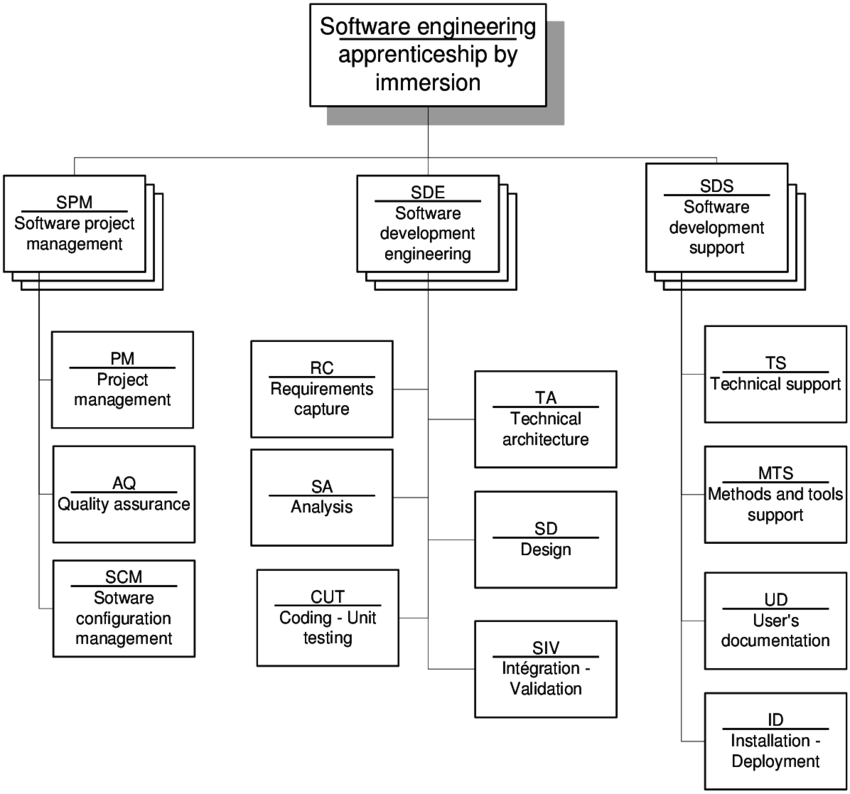 Software engineering
apprenticeship by
immersion
SPM
Software project
management
SDE
Software
development
engineering
SDS
Software
development
support
PM
Project
management
AQ
Quality assurance
SCM
Sotware
configuration
management
RC
Requirements
capture
SA
Analysis
CUT
Coding - Unit
testing
TA
Technical
architecture
SD
Design
SIV
Intégration -
Validation
TS
Technical support
MTS
Methods and tools
support
UD
User's
documentation
ID
Installation -
Deployment